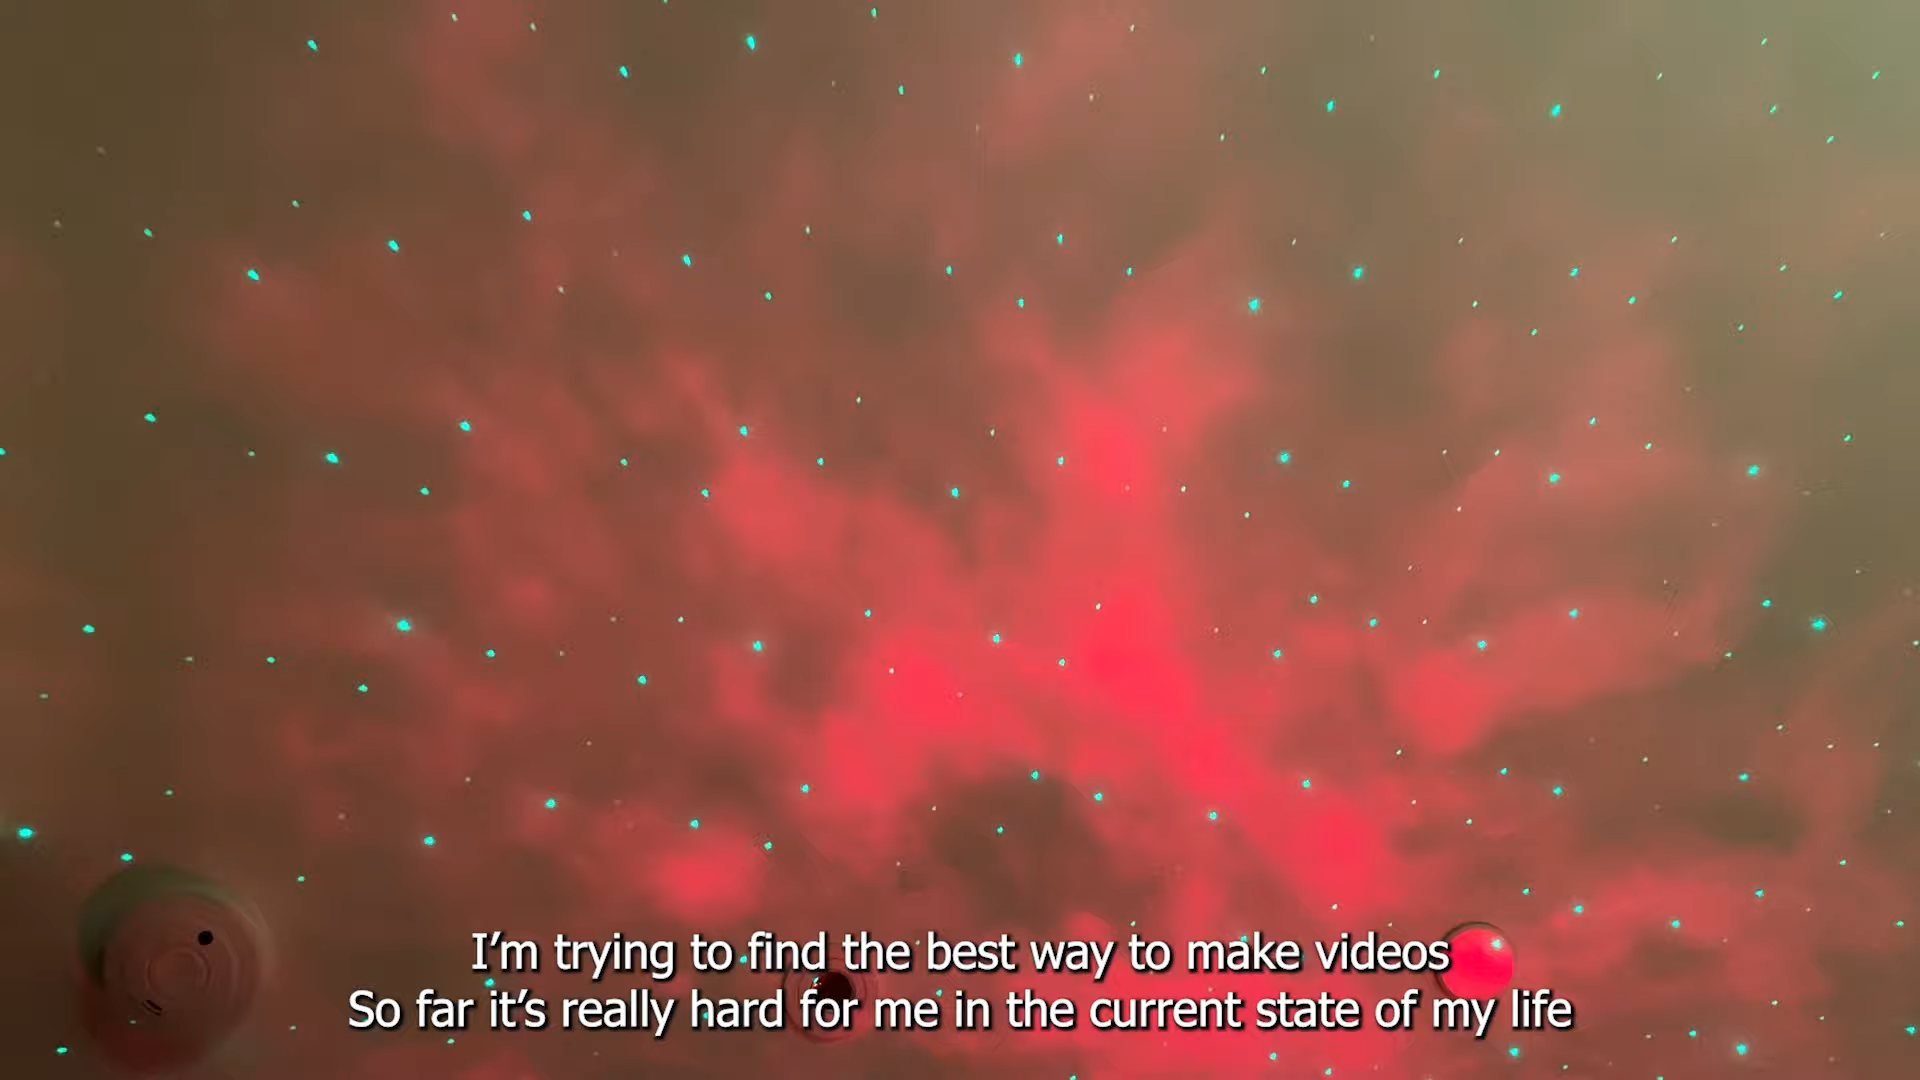 I’m trying to find the best way to make videos
So far it’s really hard for me in the current state of my life